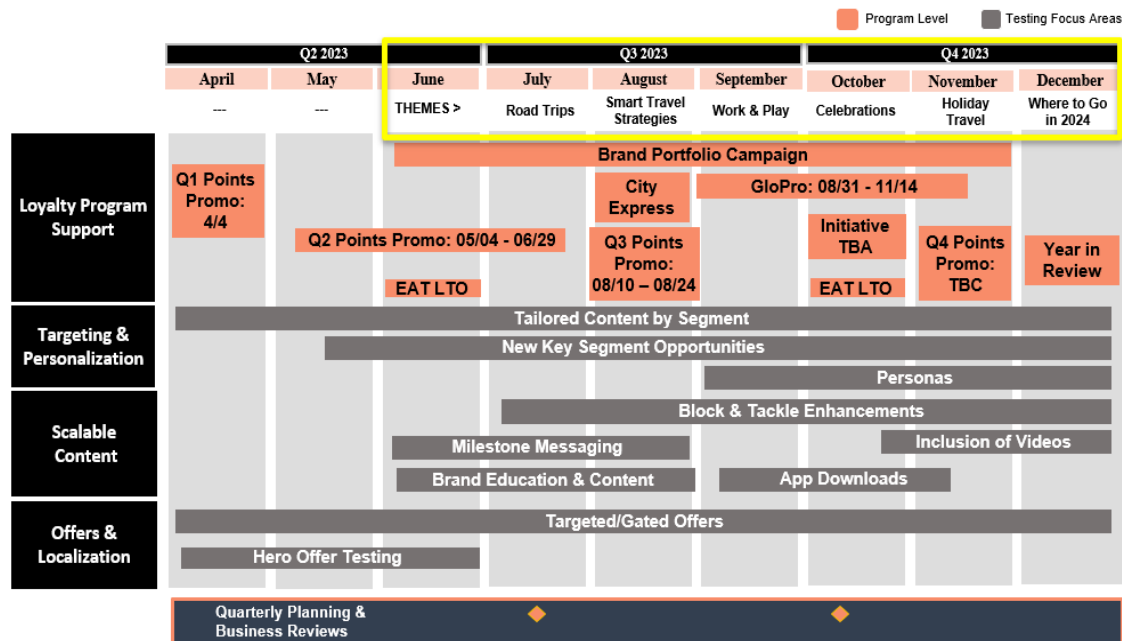 Program Level
Testing Focus Areas
Q2 2023
Q3 2023
Q4 2023
April
May
June
July
August
September
October
November
December
---
---
THEMES >
Road Trips
Smart Travel
Strategies
Work & Play
Celebrations
Holiday
Travel
Where to Go
in 2024
Loyalty Program
Support
Brand Portfolio Campaign
Q1 Points
Promo:
4/4
City
Express
GloPro: 08/31 - 11/14
Q2 Points Promo: 05/04 - 06/29
Q3 Points
Promo:
08/10 – 08/24
Initiative
TBA
Q4 Points
Promo:
TBC
Year in
Review
EAT LTO
EAT LTO
Targeting &
Personalization
Tailored Content by Segment
New Key Segment Opportunities
Personas
Scalable
Content
Block & Tackle Enhancements
Milestone Messaging
Inclusion of Videos
Brand Education & Content
App Downloads
Offers &
Localization
Targeted/Gated Offers
Hero Offer Testing
Quarterly Planning &
Business Reviews